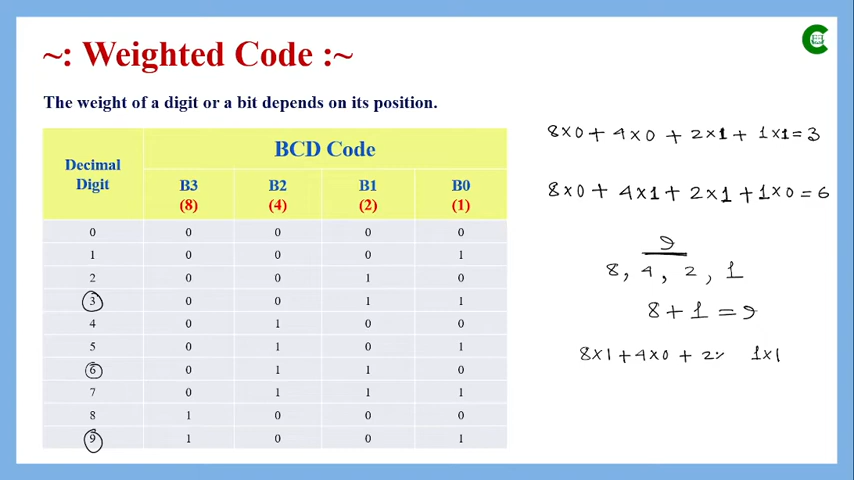 ~: Weighted Code :~
The weight of a digit or a bit depends on its position.
Decimal Digit BCD Code
B3 (8) B2 (4) B1 (2) B0 (1)
0 0 0 0 0
1 0 0 0 1
2 0 0 1 0
3 0 0 1 1
4 0 1 0 0
5 0 1 0 1
6 0 1 1 0
7 0 1 1 1
8 1 0 0 0
9 1 0 0 1
8×0+4×0+2×1+1×1=3
8×0+4×1+2×1+1×0=6
9
8, 4, 2, 1
8+1=9
8×1+4×0+2× 1×1